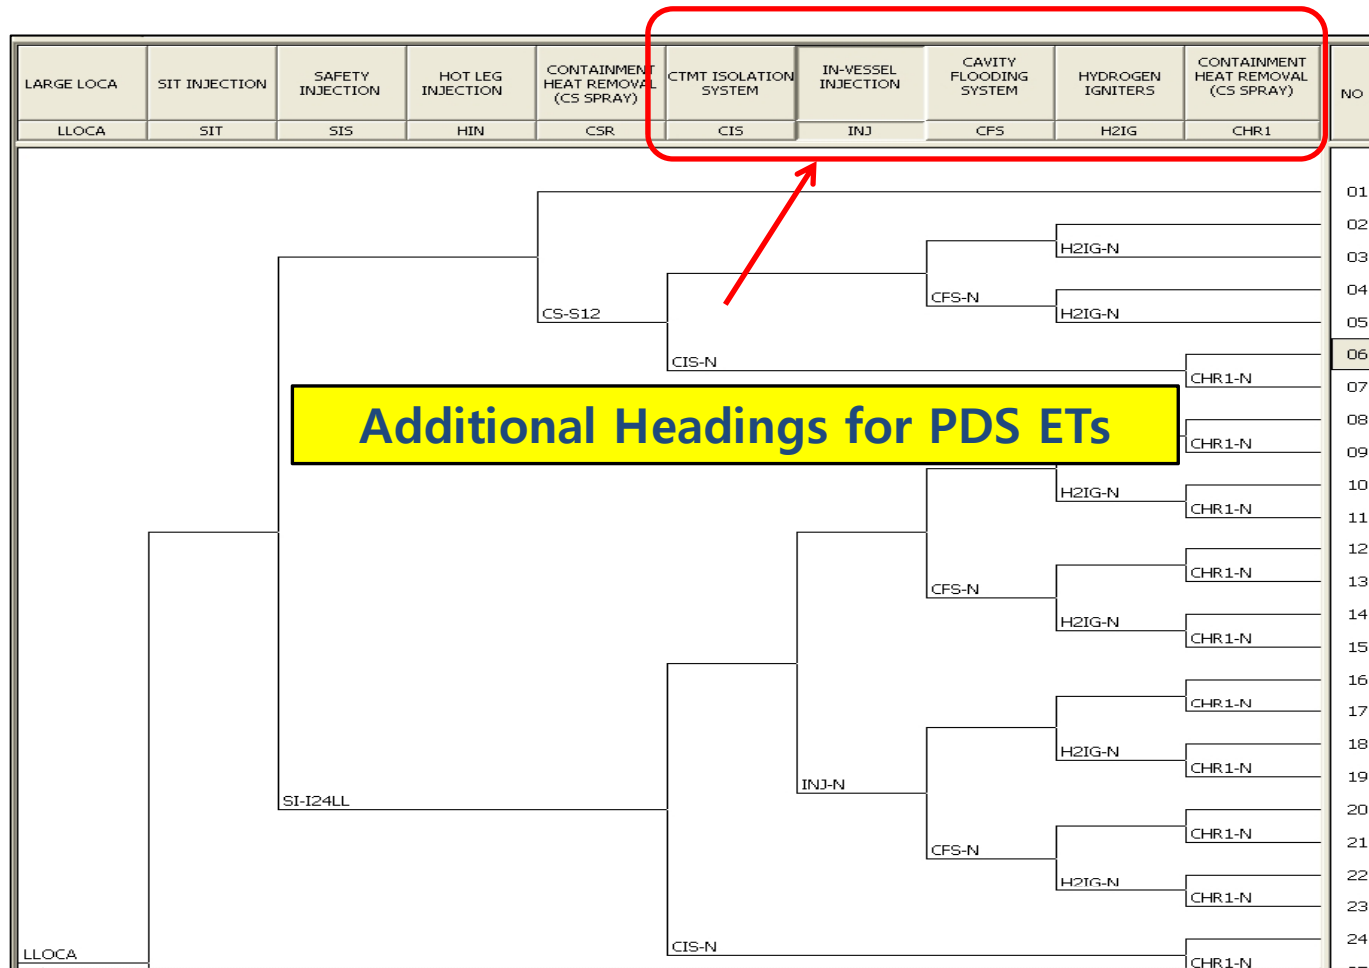 LARGE LOCA
SIT INJECTION
SAFETY
INJECTION
HOT LEG
INJECTION
CONTAINMENT
HEAT REMOVAL
(CS SPRAY)
CTMT ISOLATION
SYSTEM
IN-VESSEL
INJECTION
CAVITY
FLOODING
SYSTEM
HYDROGEN
IGNITERS
CONTAINMENT
HEAT REMOVAL
(CS SPRAY)
NO
LLOCA
SIT
SIS
HIN
CSR
CIS
INJ
CFS
H2IG
CHR1
01
02
H2IG-N
03
04
CFS-N
CS-S12
H2IG-N
05
06
CIS-N
CHR1-N
07
Additional Headings for PDS ETs
08
CHR1-N
09
10
H2IG-N
CHR1-N
11
12
CHR1-N
13
CFS-N
14
H2IG-N
CHR1-N
15
16
CHR1-N
17
18
H2IG-N
CHR1-N
19
INJ-N
SI-I24LL
20
CHR1-N
21
CFS-N
22
H2IG-N
CHR1-N
23
24
CIS-N
LLOCA
CHR1-N